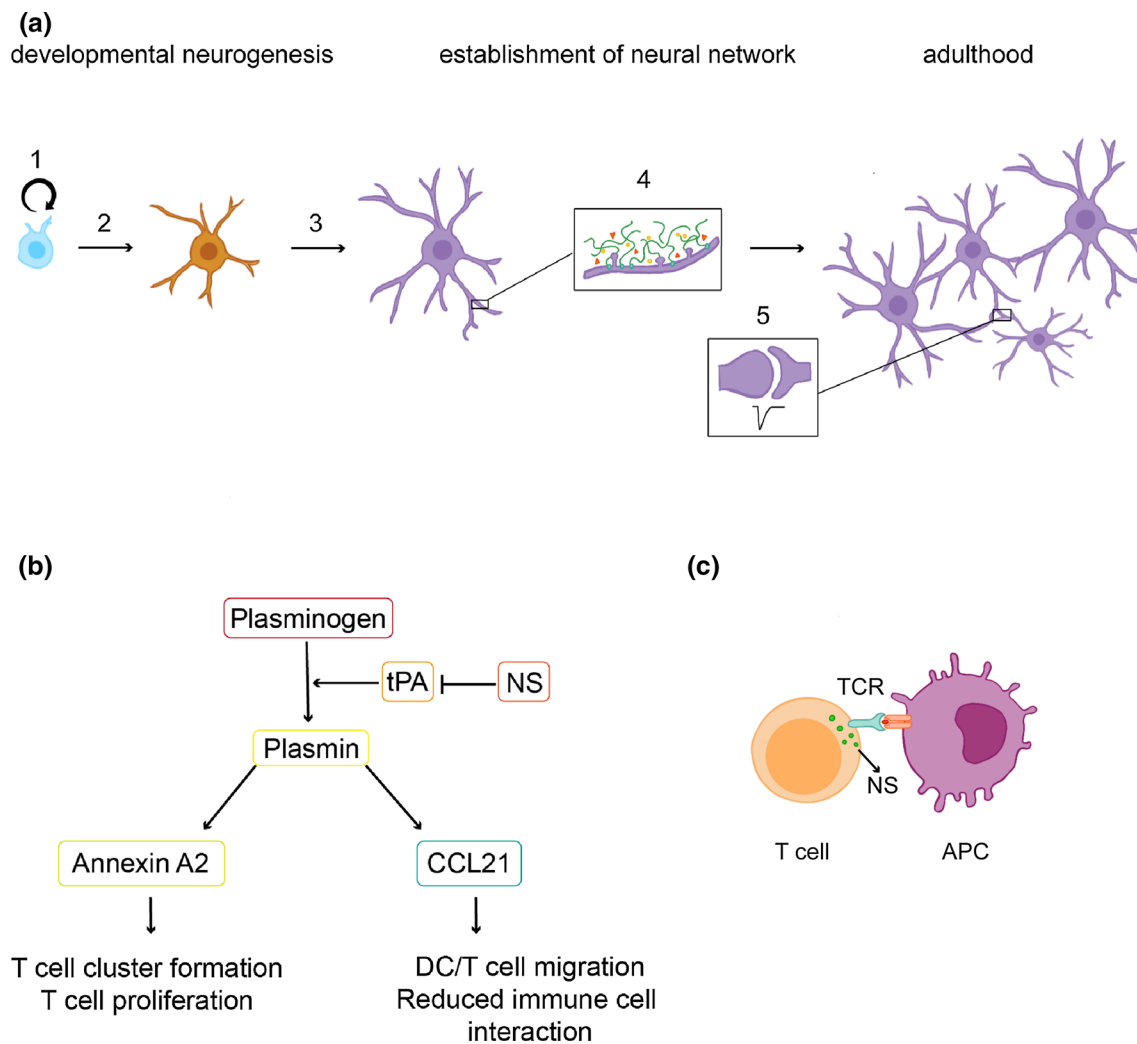 (a)
developmental neurogenesis
establishment of neural network
adulthood
1
2
3
4
5
(b)
Plasminogen
tPA
NS
Plasmin
Annexin A2
CCL21
T cell cluster formation
T cell proliferation
DC/T cell migration
Reduced immune cell
interaction
(c)
TCR
NS
T cell
APC